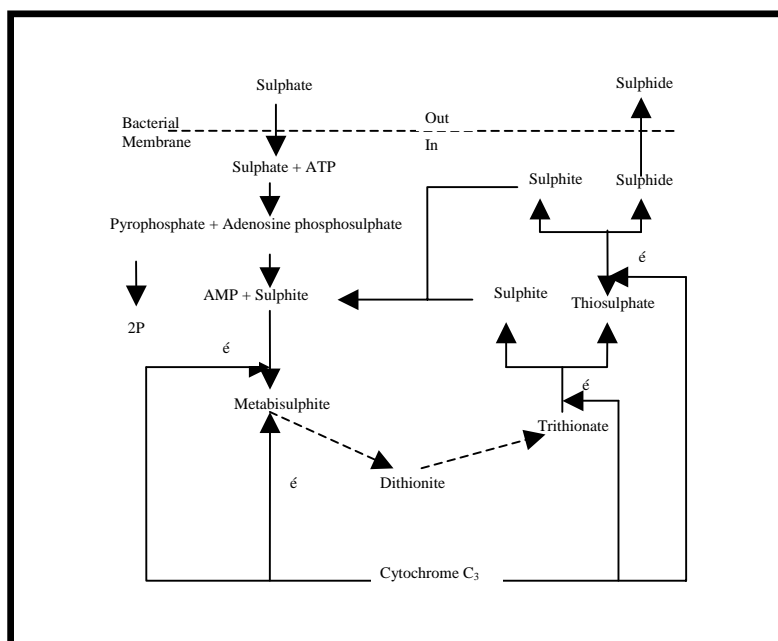 Sulphate
Sulphide
Bacterial
Membrane
Out
In
Sulphate + ATP
Sulphite
Sulphide
Pyrophosphate + Adenosine phosphosulphate
é
AMP + Sulphite
Sulphite
Thiosulphate
2P
é
é
Metabisulphite
Trithionate
Dithionite
é
Cytochrome C₃